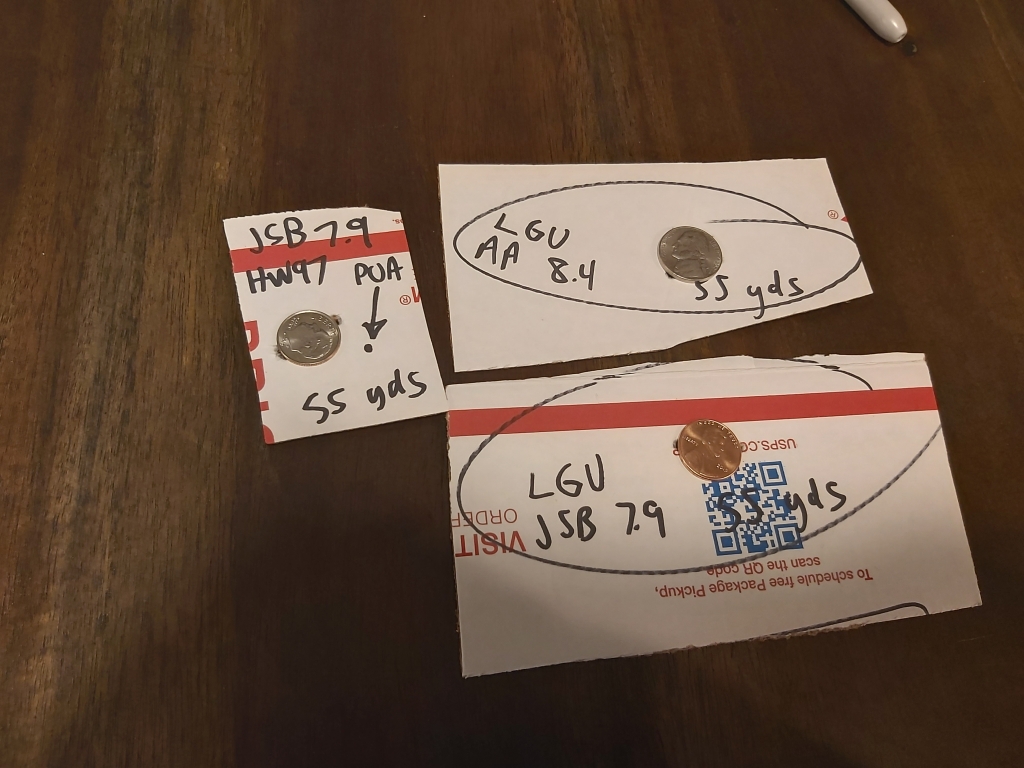 JSB 7.9
HW97 POA
55 yds
LGU
AA
8.4
55 yds
USPS.CO
LGU
JSB 7.9
55 yds
VISIT
ORDER
To schedule free Package Pickup,
scan the QR code